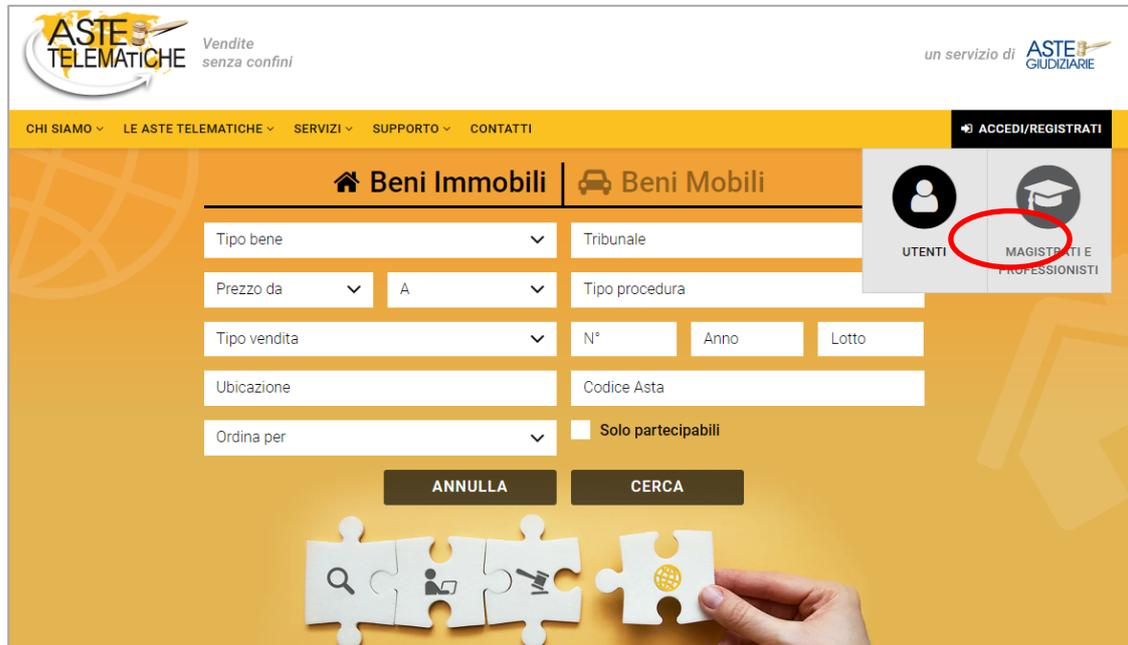 ASTE
TELEMATICHE
Vendite
senza confini
un servizio di
ASTE
GIUDIZIARIE
CHI SIAMO LE ASTE TELEMATICHE SERVIZI SUPPORTO CONTATTI
ACCEDI/REGISTRATI
Beni Immobili
Beni Mobili
UTENTI
MAGISTRATI E
PROFESSIONISTI
Tipo bene
Tribunale
Prezzo da
A
Tipo procedura
Tipo vendita
N°
Anno
Lotto
Ubicazione
Codice Asta
Ordina per
Solo partecipabili
ANNULLA
CERCA